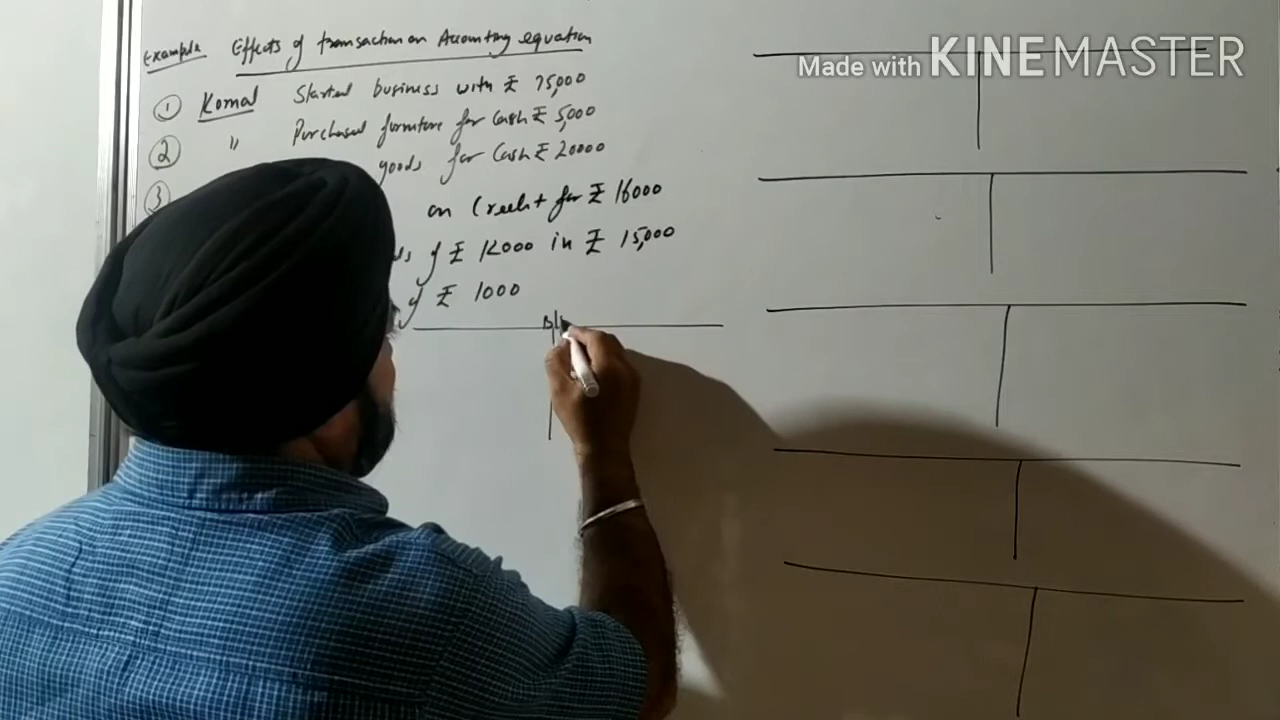 Made with KINEMASTER
Example Effects of transaction on Accounting equation
① Komal Started business with ₹ 75,000
② " Purchased furniture for Cash ₹ 5,000
③ goods for Cash ₹ 20000
on Credit for ₹ 16000
of ₹ 12000 in ₹ 15,000
of ₹ 1000